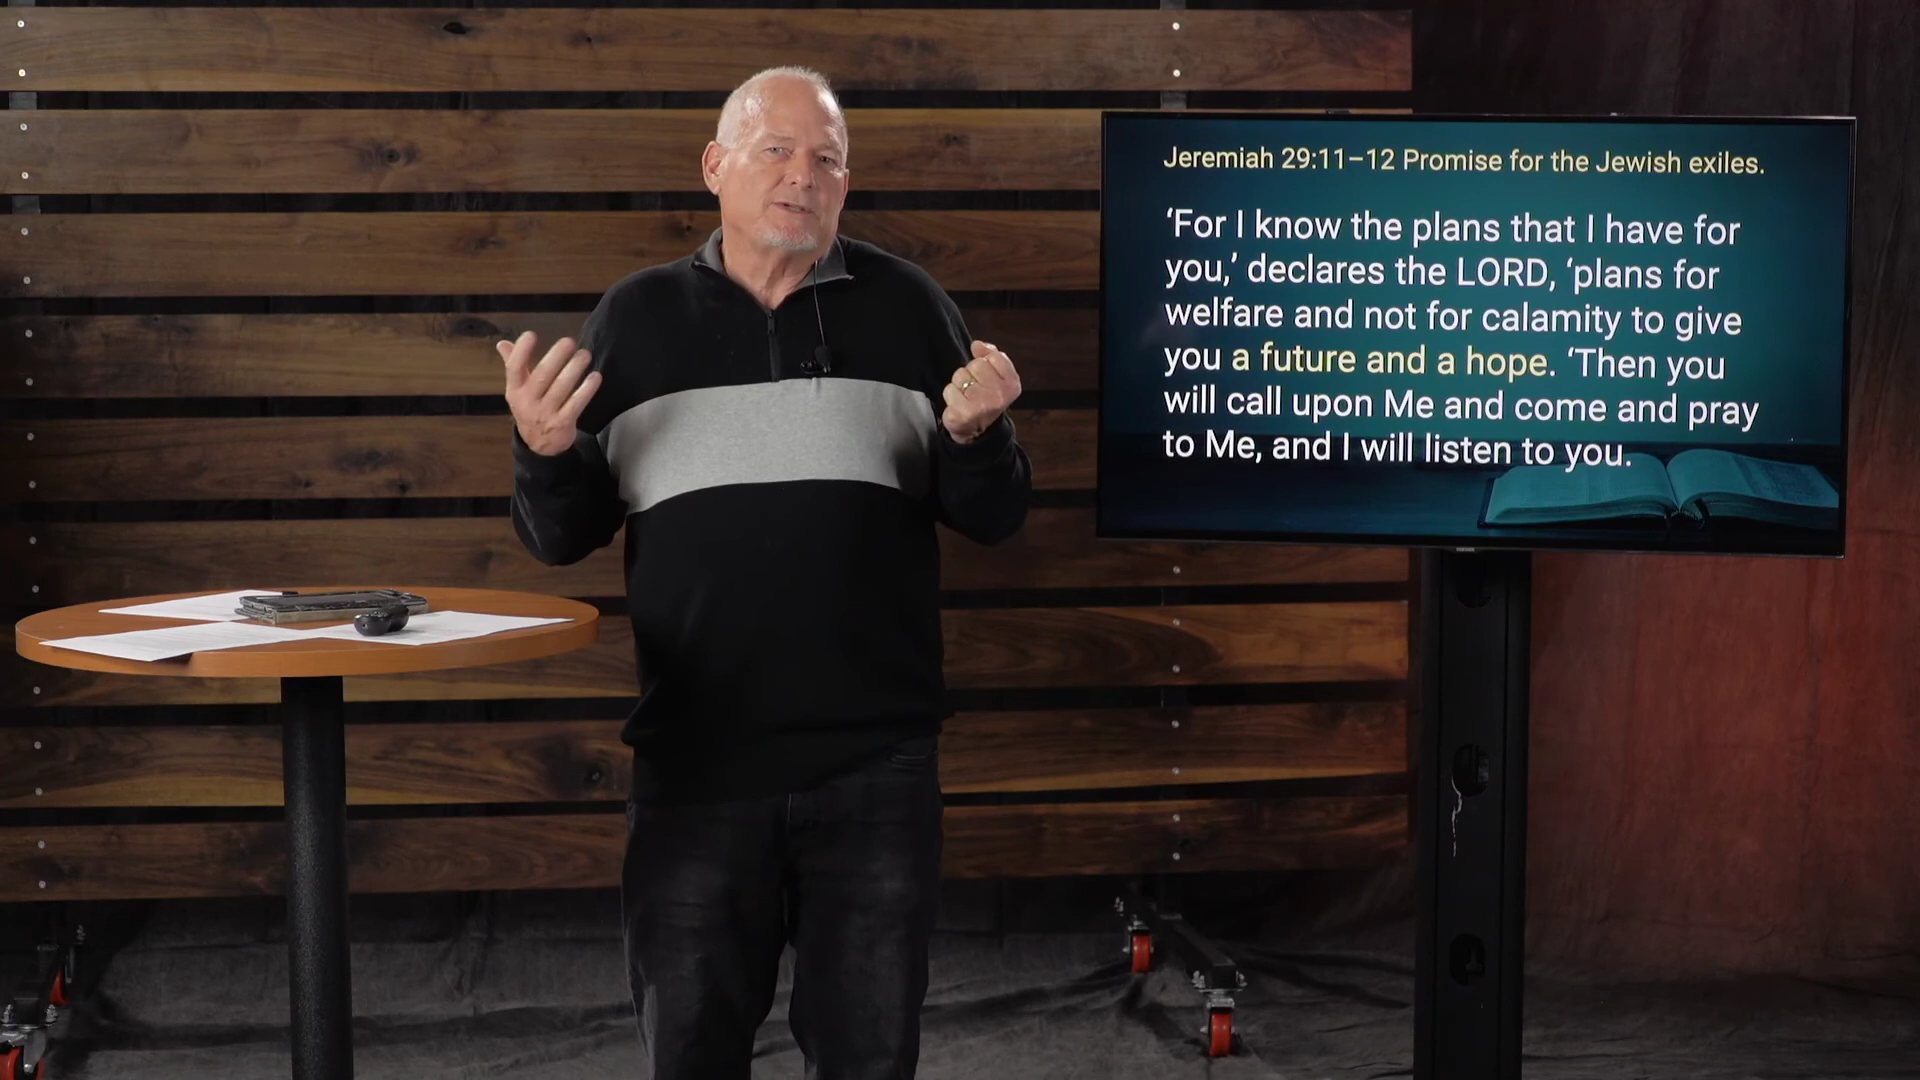 Jeremiah 29:11–12 Promise for the Jewish exiles.
‘For I know the plans that I have for
you,’ declares the LORD, ‘plans for
welfare and not for calamity to give
you a future and a hope. ‘Then you
will call upon Me and come and pray
to Me, and I will listen to you.